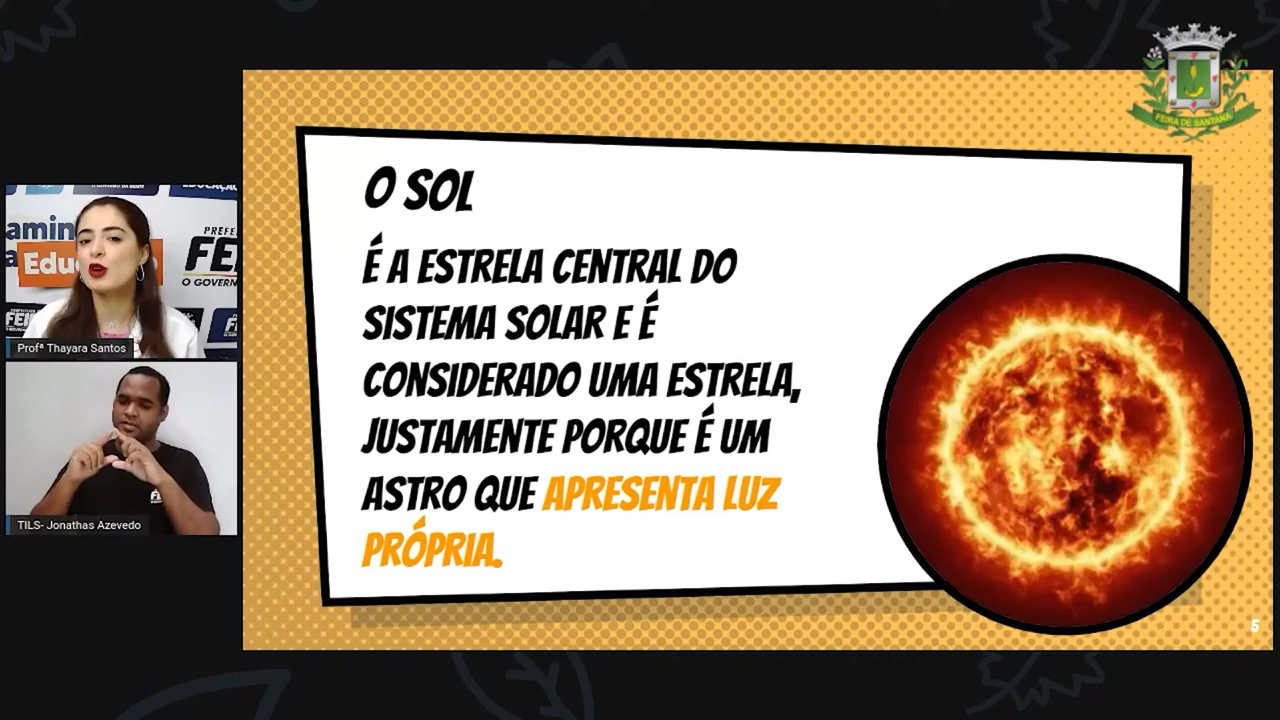 FEIRA DE SANTANA
O SOL
É A ESTRELA CENTRAL DO
SISTEMA SOLAR E É
CONSIDERADO UMA ESTRELA,
JUSTAMENTE PORQUE É UM
ASTRO QUE APRESENTA LUZ
PRÓPRIA.
5
Profª Thayara Santos
TILS- Jonathas Azevedo